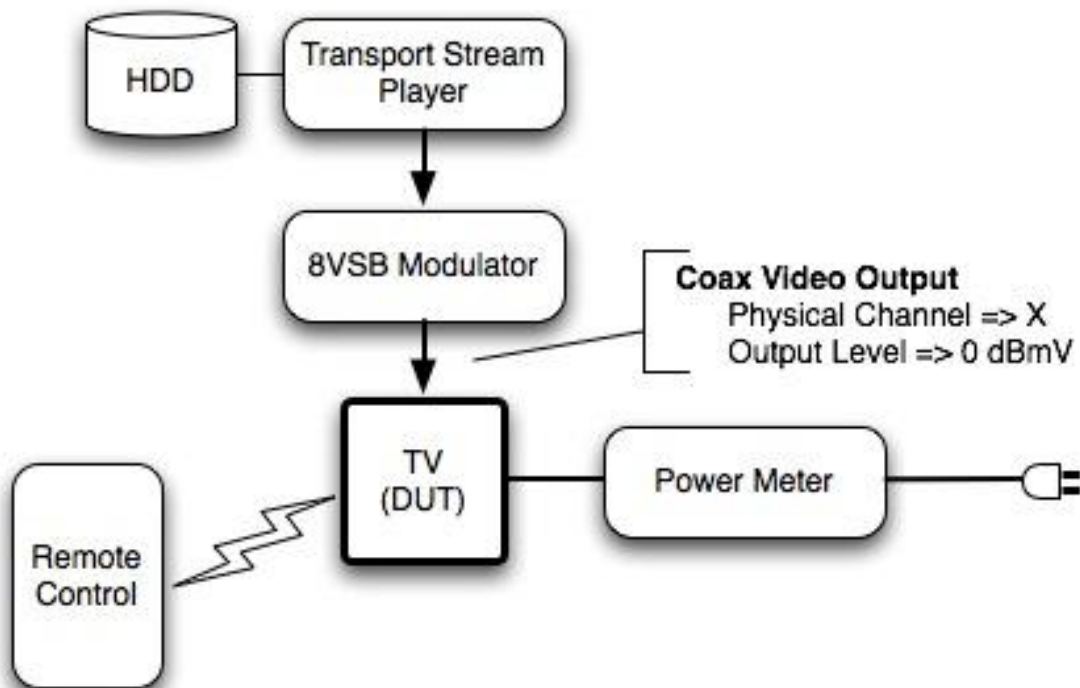 HDD
Transport Stream
Player
8VSB Modulator
Coax Video Output
Physical Channel => X
Output Level => 0 dBmV
TV
(DUT)
Power Meter
Remote
Control